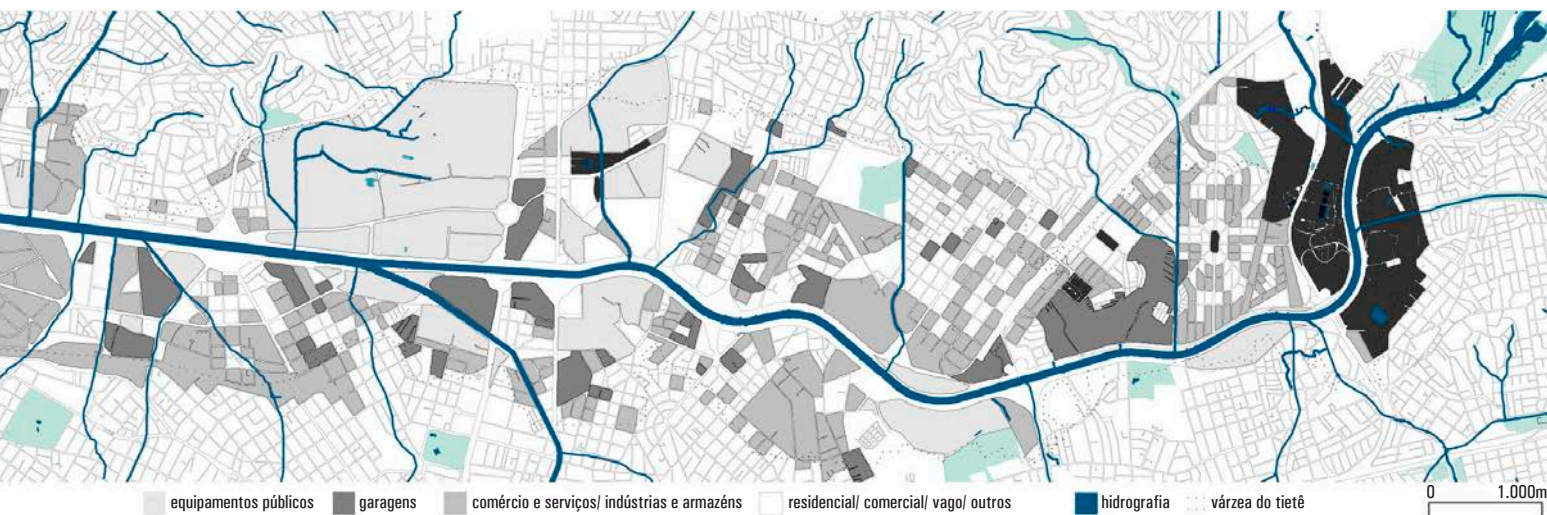 equipamentos públicos garagens comércio e serviços/ indústrias e armazéns residencial/ comercial/ vago/ outros hidrografia várzea do tietê 0 1.000m